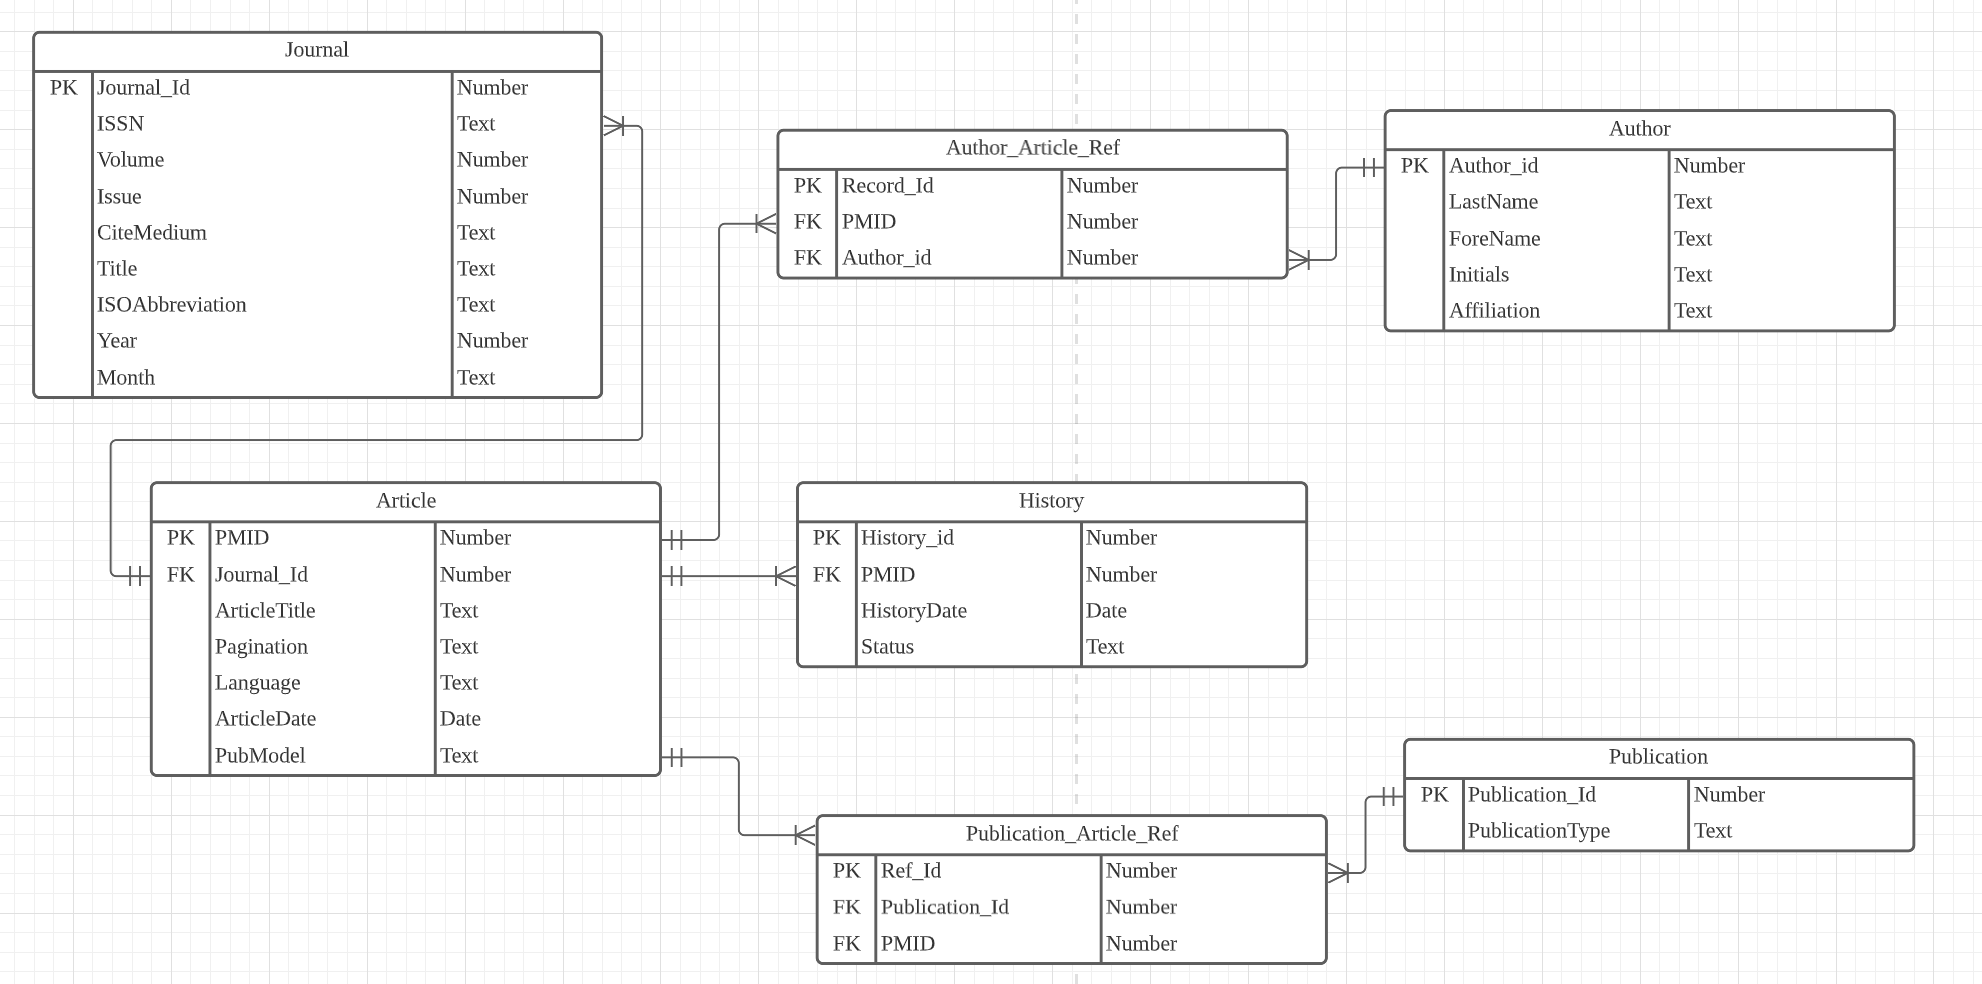 Journal
PK Journal_Id Number
ISSN Text
Volume Number
Issue Number
CiteMedium Text
Title Text
ISOAbbreviation Text
Year Number
Month Text
Author_Article_Ref
PK Record_Id Number
FK PMID Number
FK Author_id Number
Author
PK Author_id Number
LastName Text
ForeName Text
Initials Text
Affiliation Text
Article
PK PMID Number
FK Journal_Id Number
ArticleTitle Text
Pagination Text
Language Text
ArticleDate Date
PubModel Text
History
PK History_id Number
FK PMID Number
HistoryDate Date
Status Text
Publication_Article_Ref
PK Ref_Id Number
FK Publication_Id Number
FK PMID Number
Publication
PK Publication_Id Number
PublicationType Text